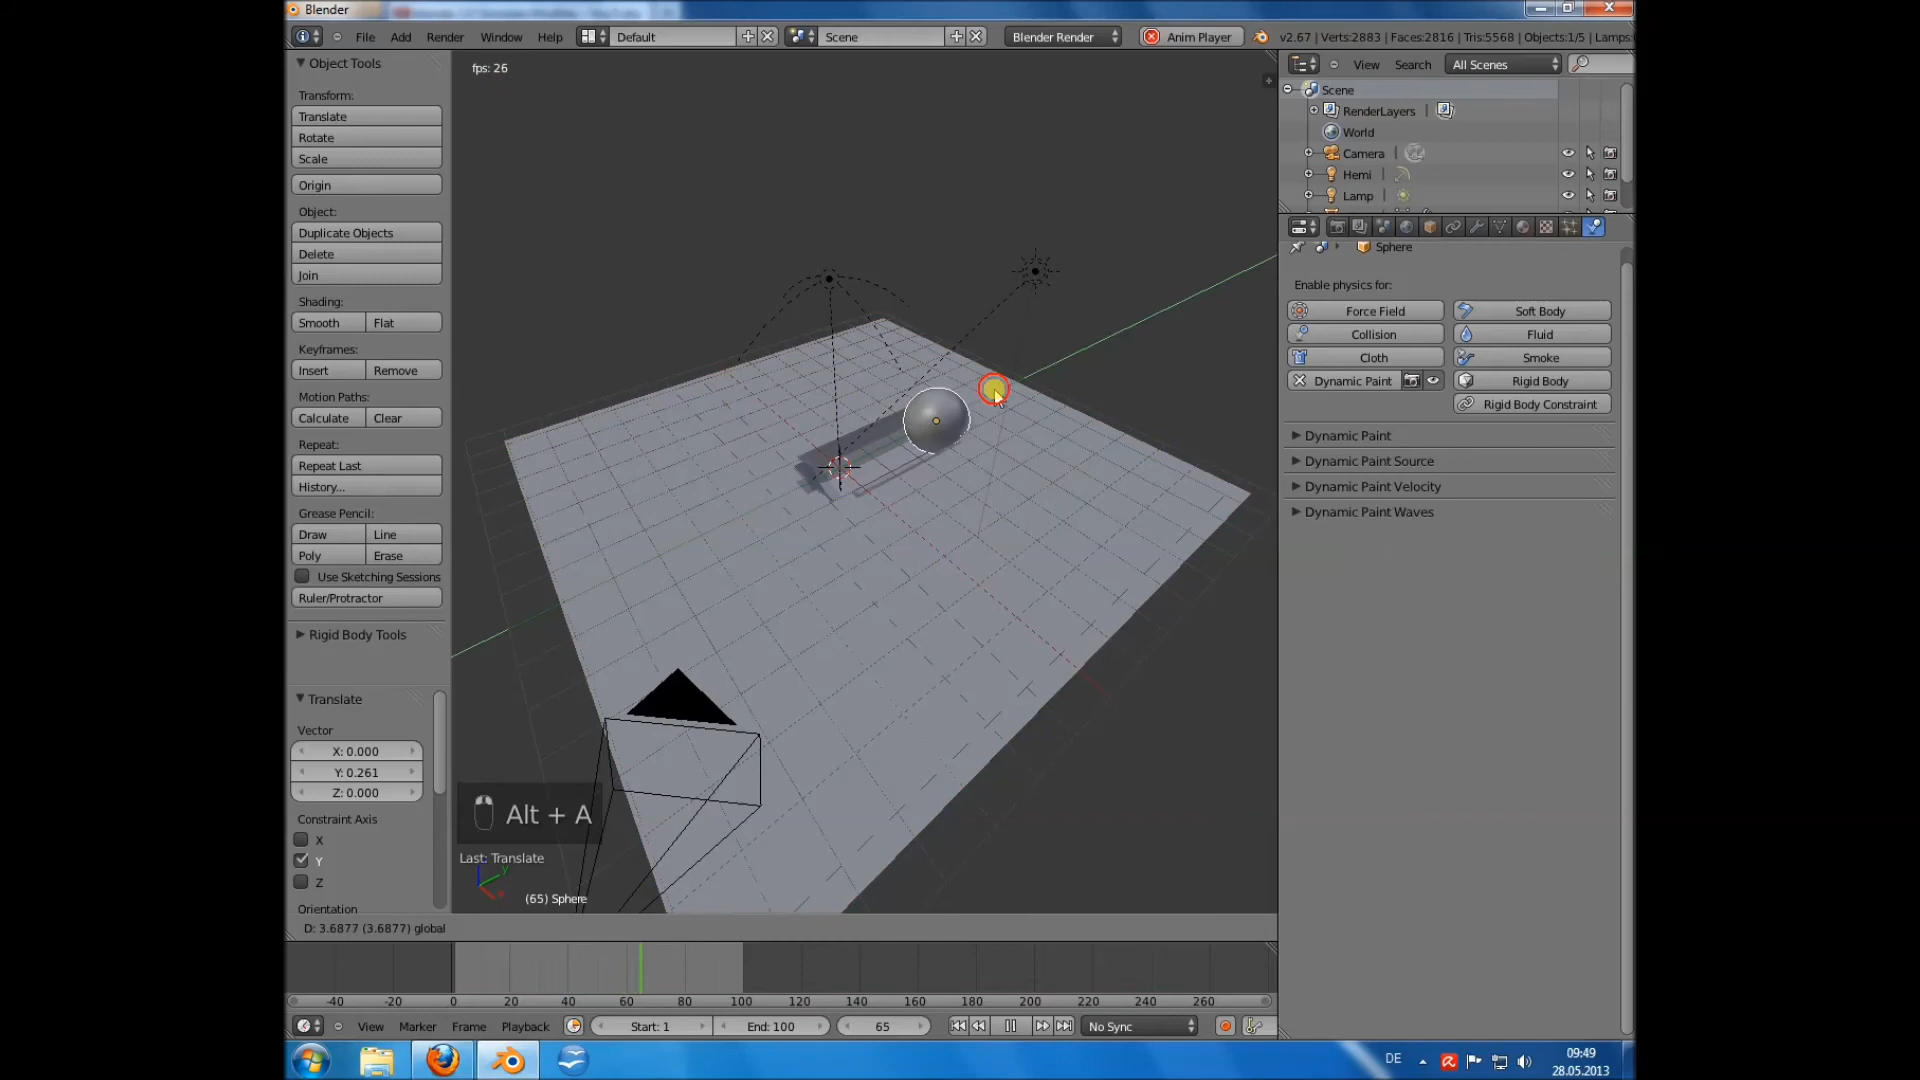 Blender
File Add Render Window Help Default Scene Blender Render Anim Player v2.67 | Verts:2883 | Faces:2816 | Tris:5568 | Objects:1/5 | Lamps:
Object Tools
Transform:
Translate
Rotate
Scale
Origin
Object:
Duplicate Objects
Delete
Join
Shading:
Smooth Flat
Keyframes:
Insert Remove
Motion Paths:
Calculate Clear
Repeat:
Repeat Last
History...
Grease Pencil:
Draw Line
Poly Erase
Use Sketching Sessions
Ruler/Protractor
Rigid Body Tools
Translate
Vector
X: 0.000
Y: 0.261
Z: 0.000
Constraint Axis
X
Y
Z
Orientation
fps: 26
Alt + A
Last: Translate
(65) Sphere
D: 3.6877 (3.6877) global
View Search All Scenes
Scene
RenderLayers
World
Camera
Hemi
Lamp
Sphere
Enable physics for:
Force Field Soft Body
Collision Fluid
Cloth Smoke
Dynamic Paint Rigid Body
Rigid Body Constraint
Dynamic Paint
Dynamic Paint Source
Dynamic Paint Velocity
Dynamic Paint Waves
-40 -20 0 20 40 60 80 100 120 140 160 180 200 220 240 260
View Marker Frame Playback Start: 1 End: 100 65 No Sync
DE 09:49
28.05.2013